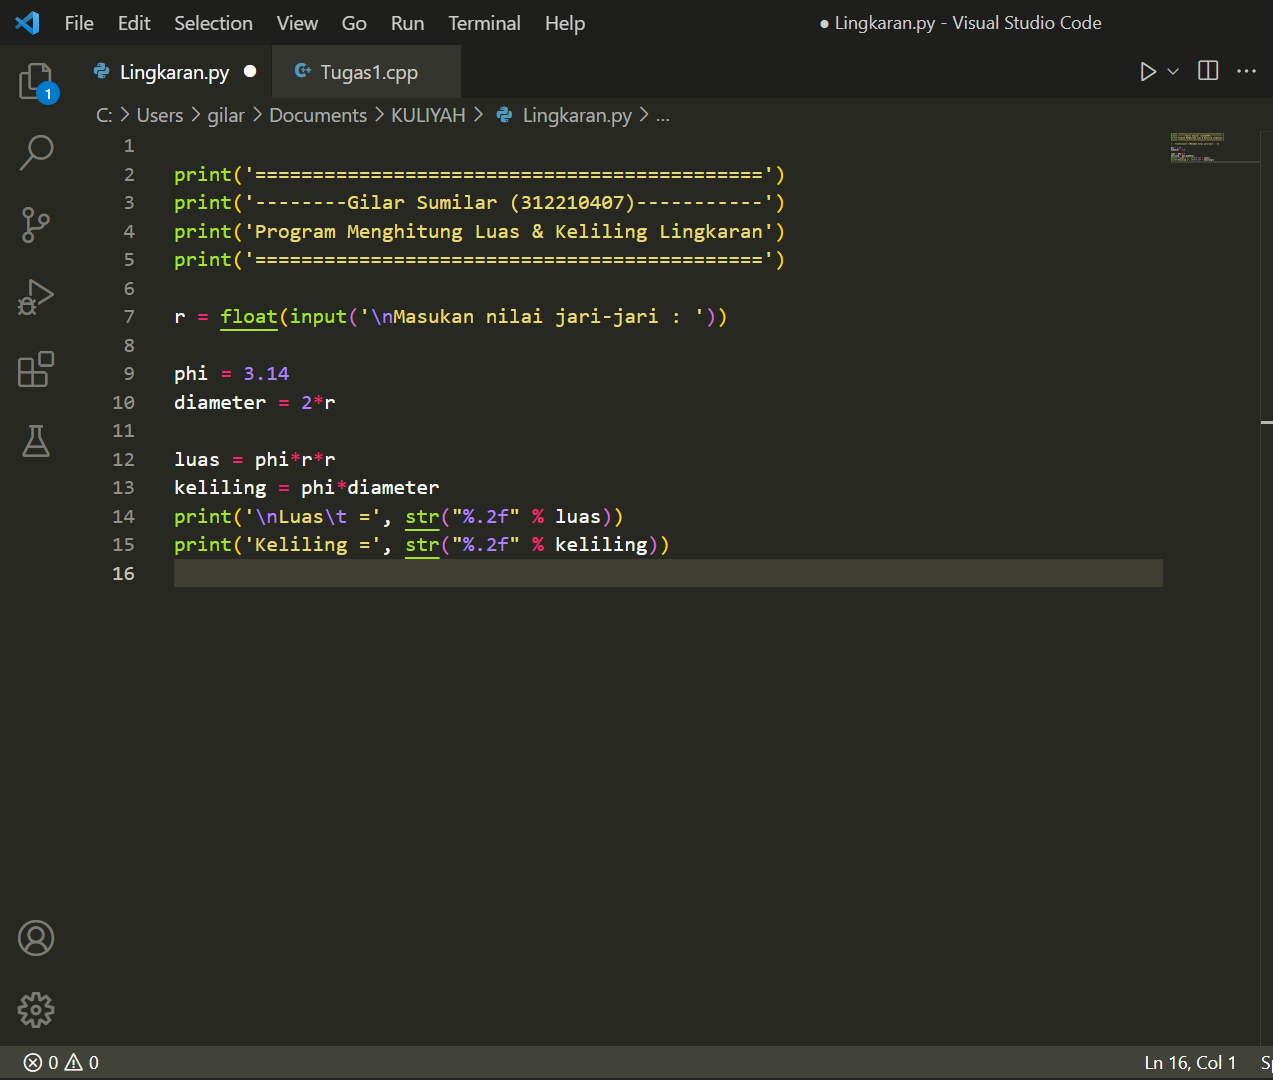 File Edit Selection View Go Run Terminal Help ● Lingkaran.py - Visual Studio Code
Lingkaran.py ● Tugas1.cpp
1
C: > Users > gilar > Documents > KULIYAH > Lingkaran.py > ...
1
2 print('============================================')
3 print('--------Gilar Sumilar (312210407)-----------')
4 print('Program Menghitung Luas & Keliling Lingkaran')
5 print('============================================')
6
7 r = float(input('\nMasukan nilai jari-jari : '))
8
9 phi = 3.14
10 diameter = 2*r
11
12 luas = phi*r*r
13 keliling = phi*diameter
14 print('\nLuas\t =', str("%.2f" % luas))
15 print('Keliling =', str("%.2f" % keliling))
16
0 0 Ln 16, Col 1